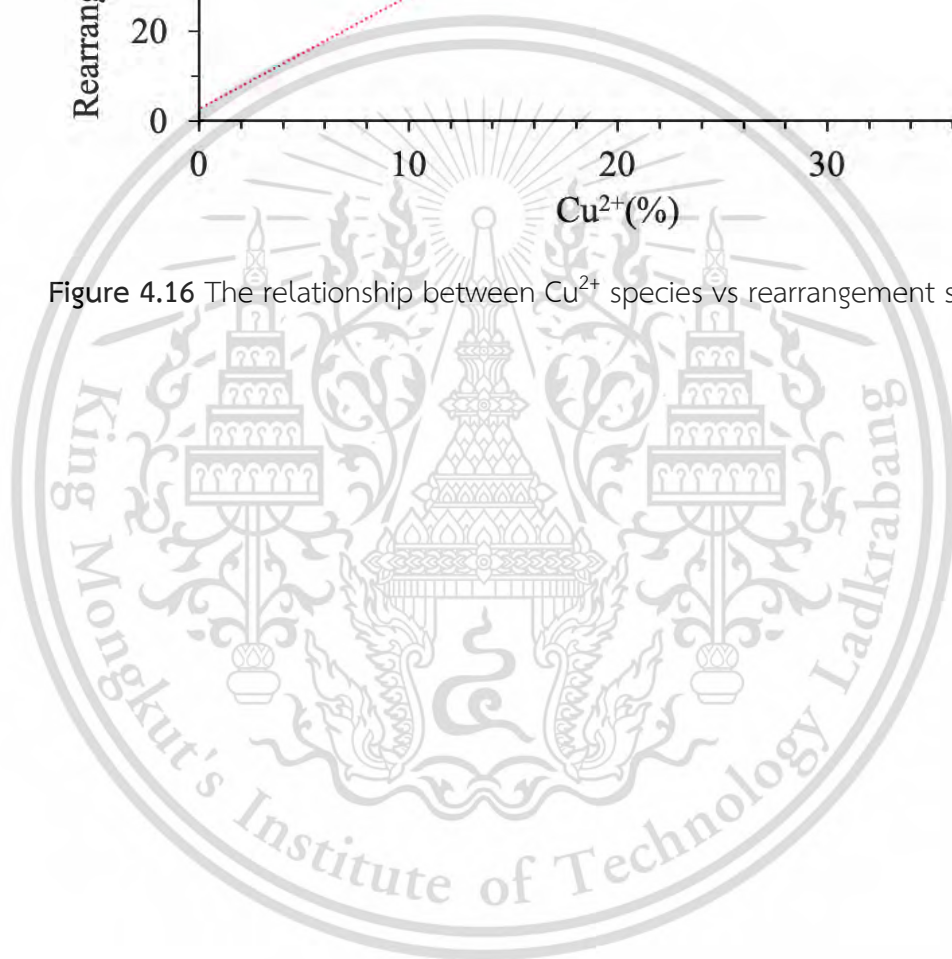 Rearrang
20
0
0 10 20 30
Cu²⁺(%)
Figure 4.16 The relationship between Cu²⁺ species vs rearrangement s
King Mongkut's Institute of Technology Ladkrabang